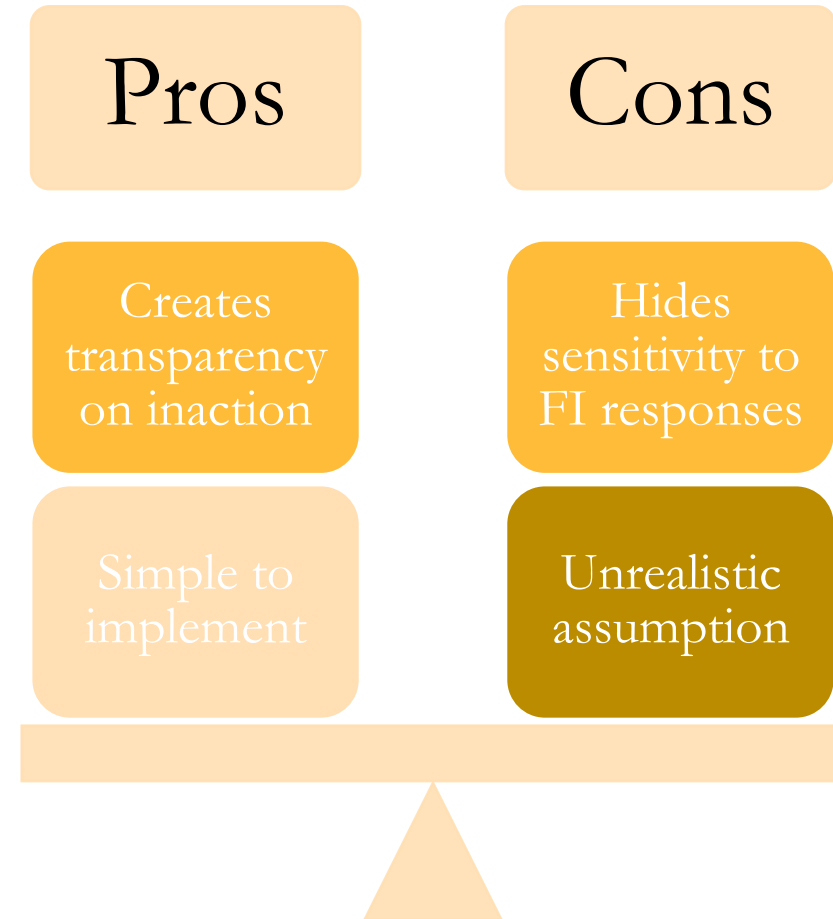 Pros
Cons
Creates
transparency
on inaction
Hides
sensitivity to
FI responses
Simple to
implement
Unrealistic
assumption